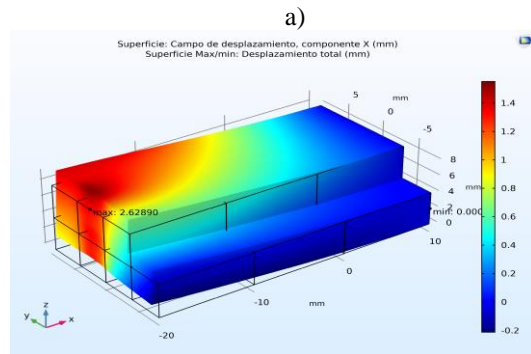 a)
Superficie: Campo de desplazamiento, componente X (mm)
Superficie Max/min: Desplazamiento total (mm)
mm
5
0
-5
1.4
1.2
1
0.8
0.6
0.4
0.2
0
-0.2
8
6
mm
4
2
0
max: 2.62890
min: 0.000
10
0
mm
-10
-20
z
y
x